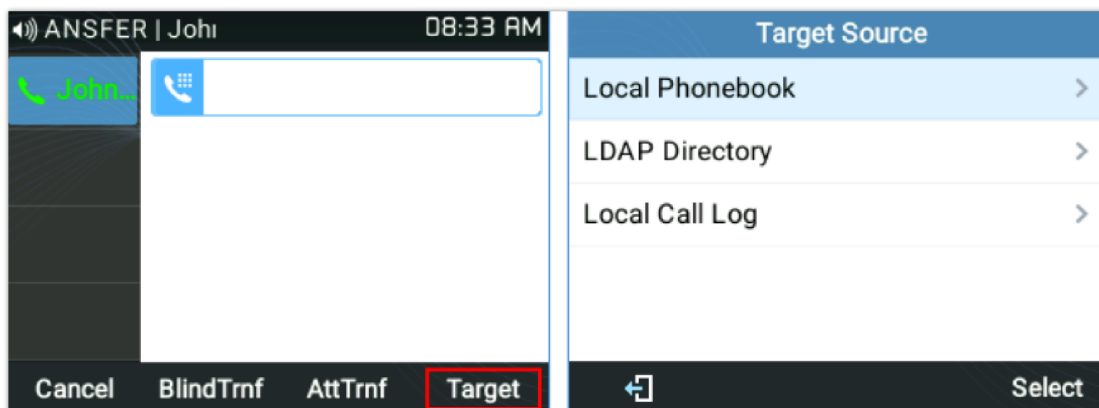 ANSFER | Johi
08:33 AM
John...
Cancel BlindTrnf AttTrnf Target
Target Source
Local Phonebook
LDAP Directory
Local Call Log
Select